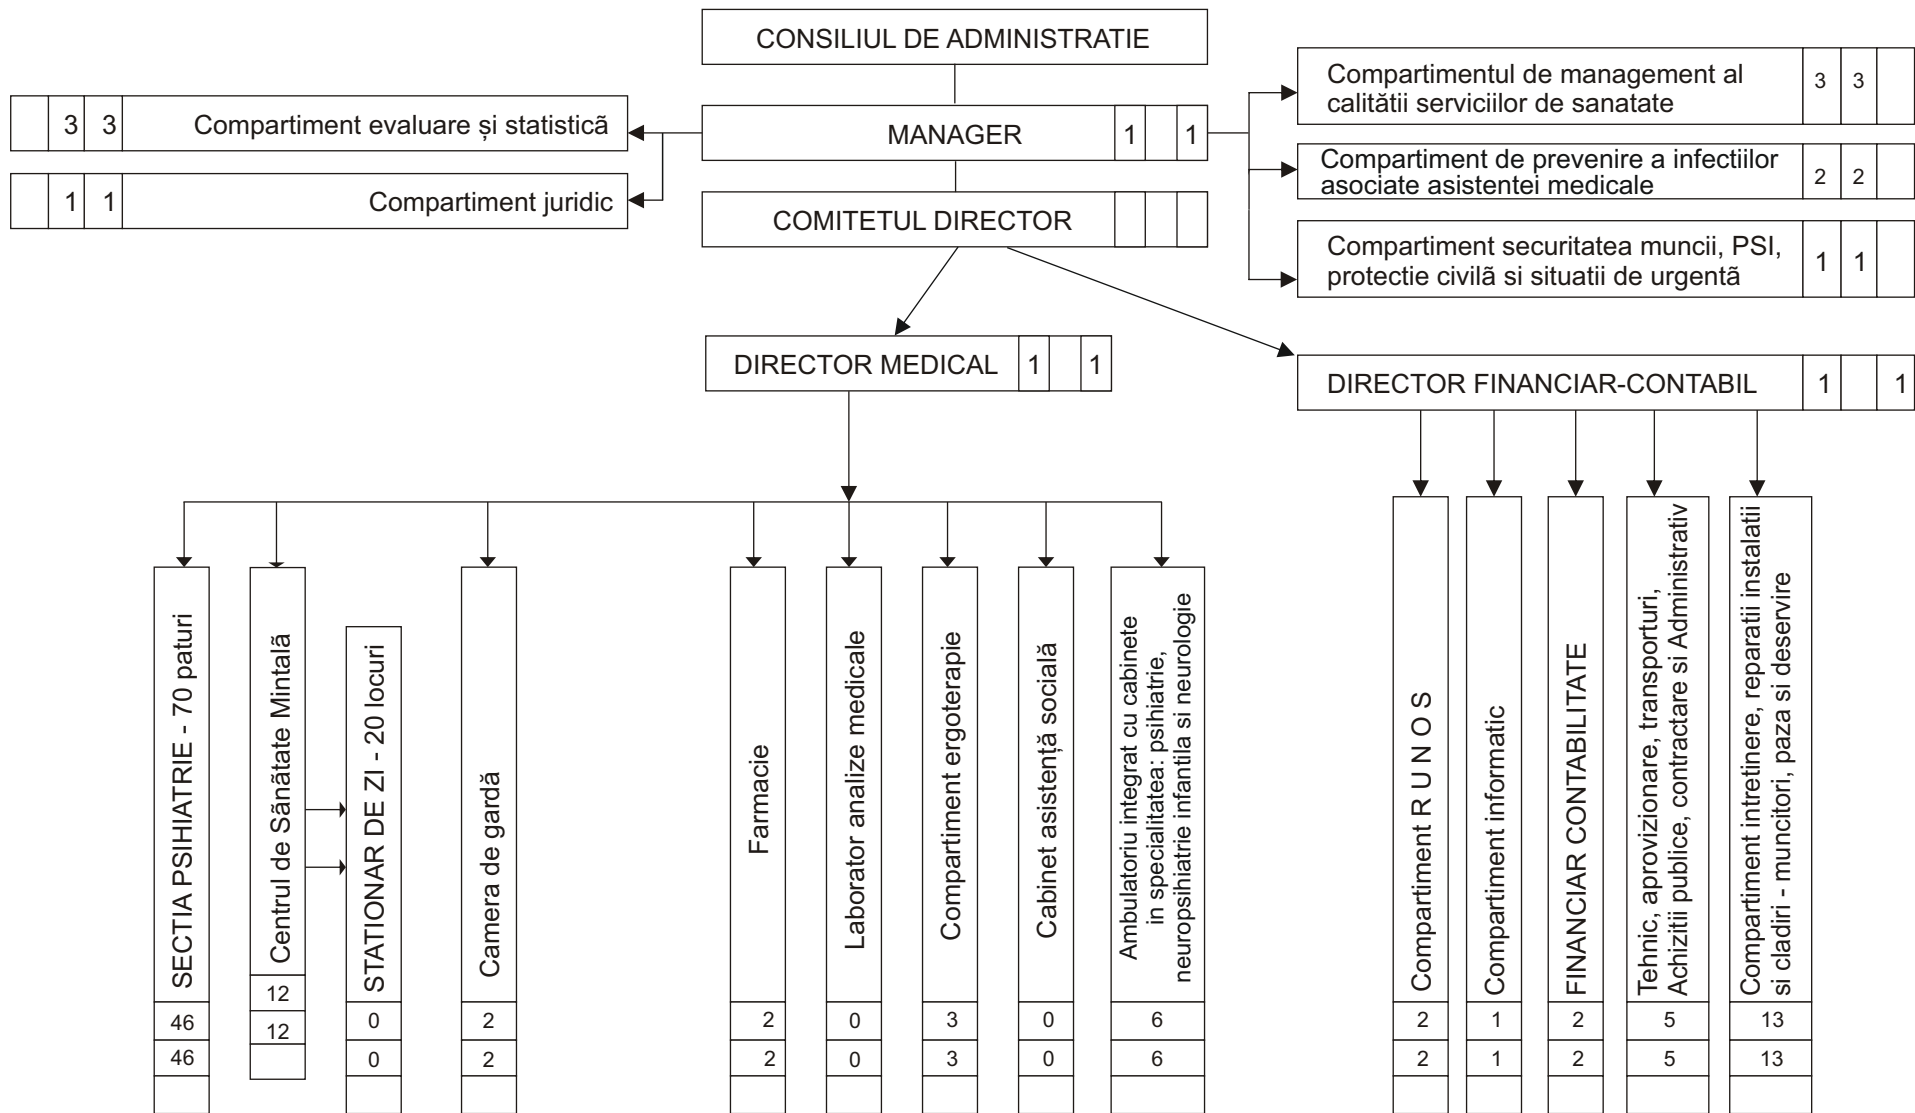 CONSILIUL DE ADMINISTRATIE
3 3 Compartiment evaluare și statisticã
1 1 Compartiment juridic
MANAGER 1 1
COMITETUL DIRECTOR
Compartimentul de management al
calitãtii serviciilor de sanatate
3 3
Compartiment de prevenire a infectiilor
asociate asistentei medicale
2 2
Compartiment securitatea muncii, PSI,
protectie civilã si situatii de urgentã
1 1
DIRECTOR MEDICAL 1 1
DIRECTOR FINANCIAR-CONTABIL 1 1
SECTIA PSIHIATRIE - 70 paturi
46
46
Centrul de Sãnãtate Mintalã
12
12
STATIONAR DE ZI - 20 locuri
0
0
Camera de gardă
2
2
Farmacie
2
2
Laborator analize medicale
0
0
Compartiment ergoterapie
3
3
Cabinet asistență socială
0
0
Ambulatoriu integrat cu cabinete
in specialitatea: psihiatrie,
neuropsihiatrie infantila si neurologie
6
6
Compartiment R U N O S
2
2
Compartiment informatic
1
1
FINANCIAR CONTABILITATE
2
2
Tehnic, aprovizionare, transporturi,
Achizitii publice, contractare si Administrativ
5
5
Compartiment intretinere, reparatii instalatii
si cladiri - muncitori, paza si deservire
13
13